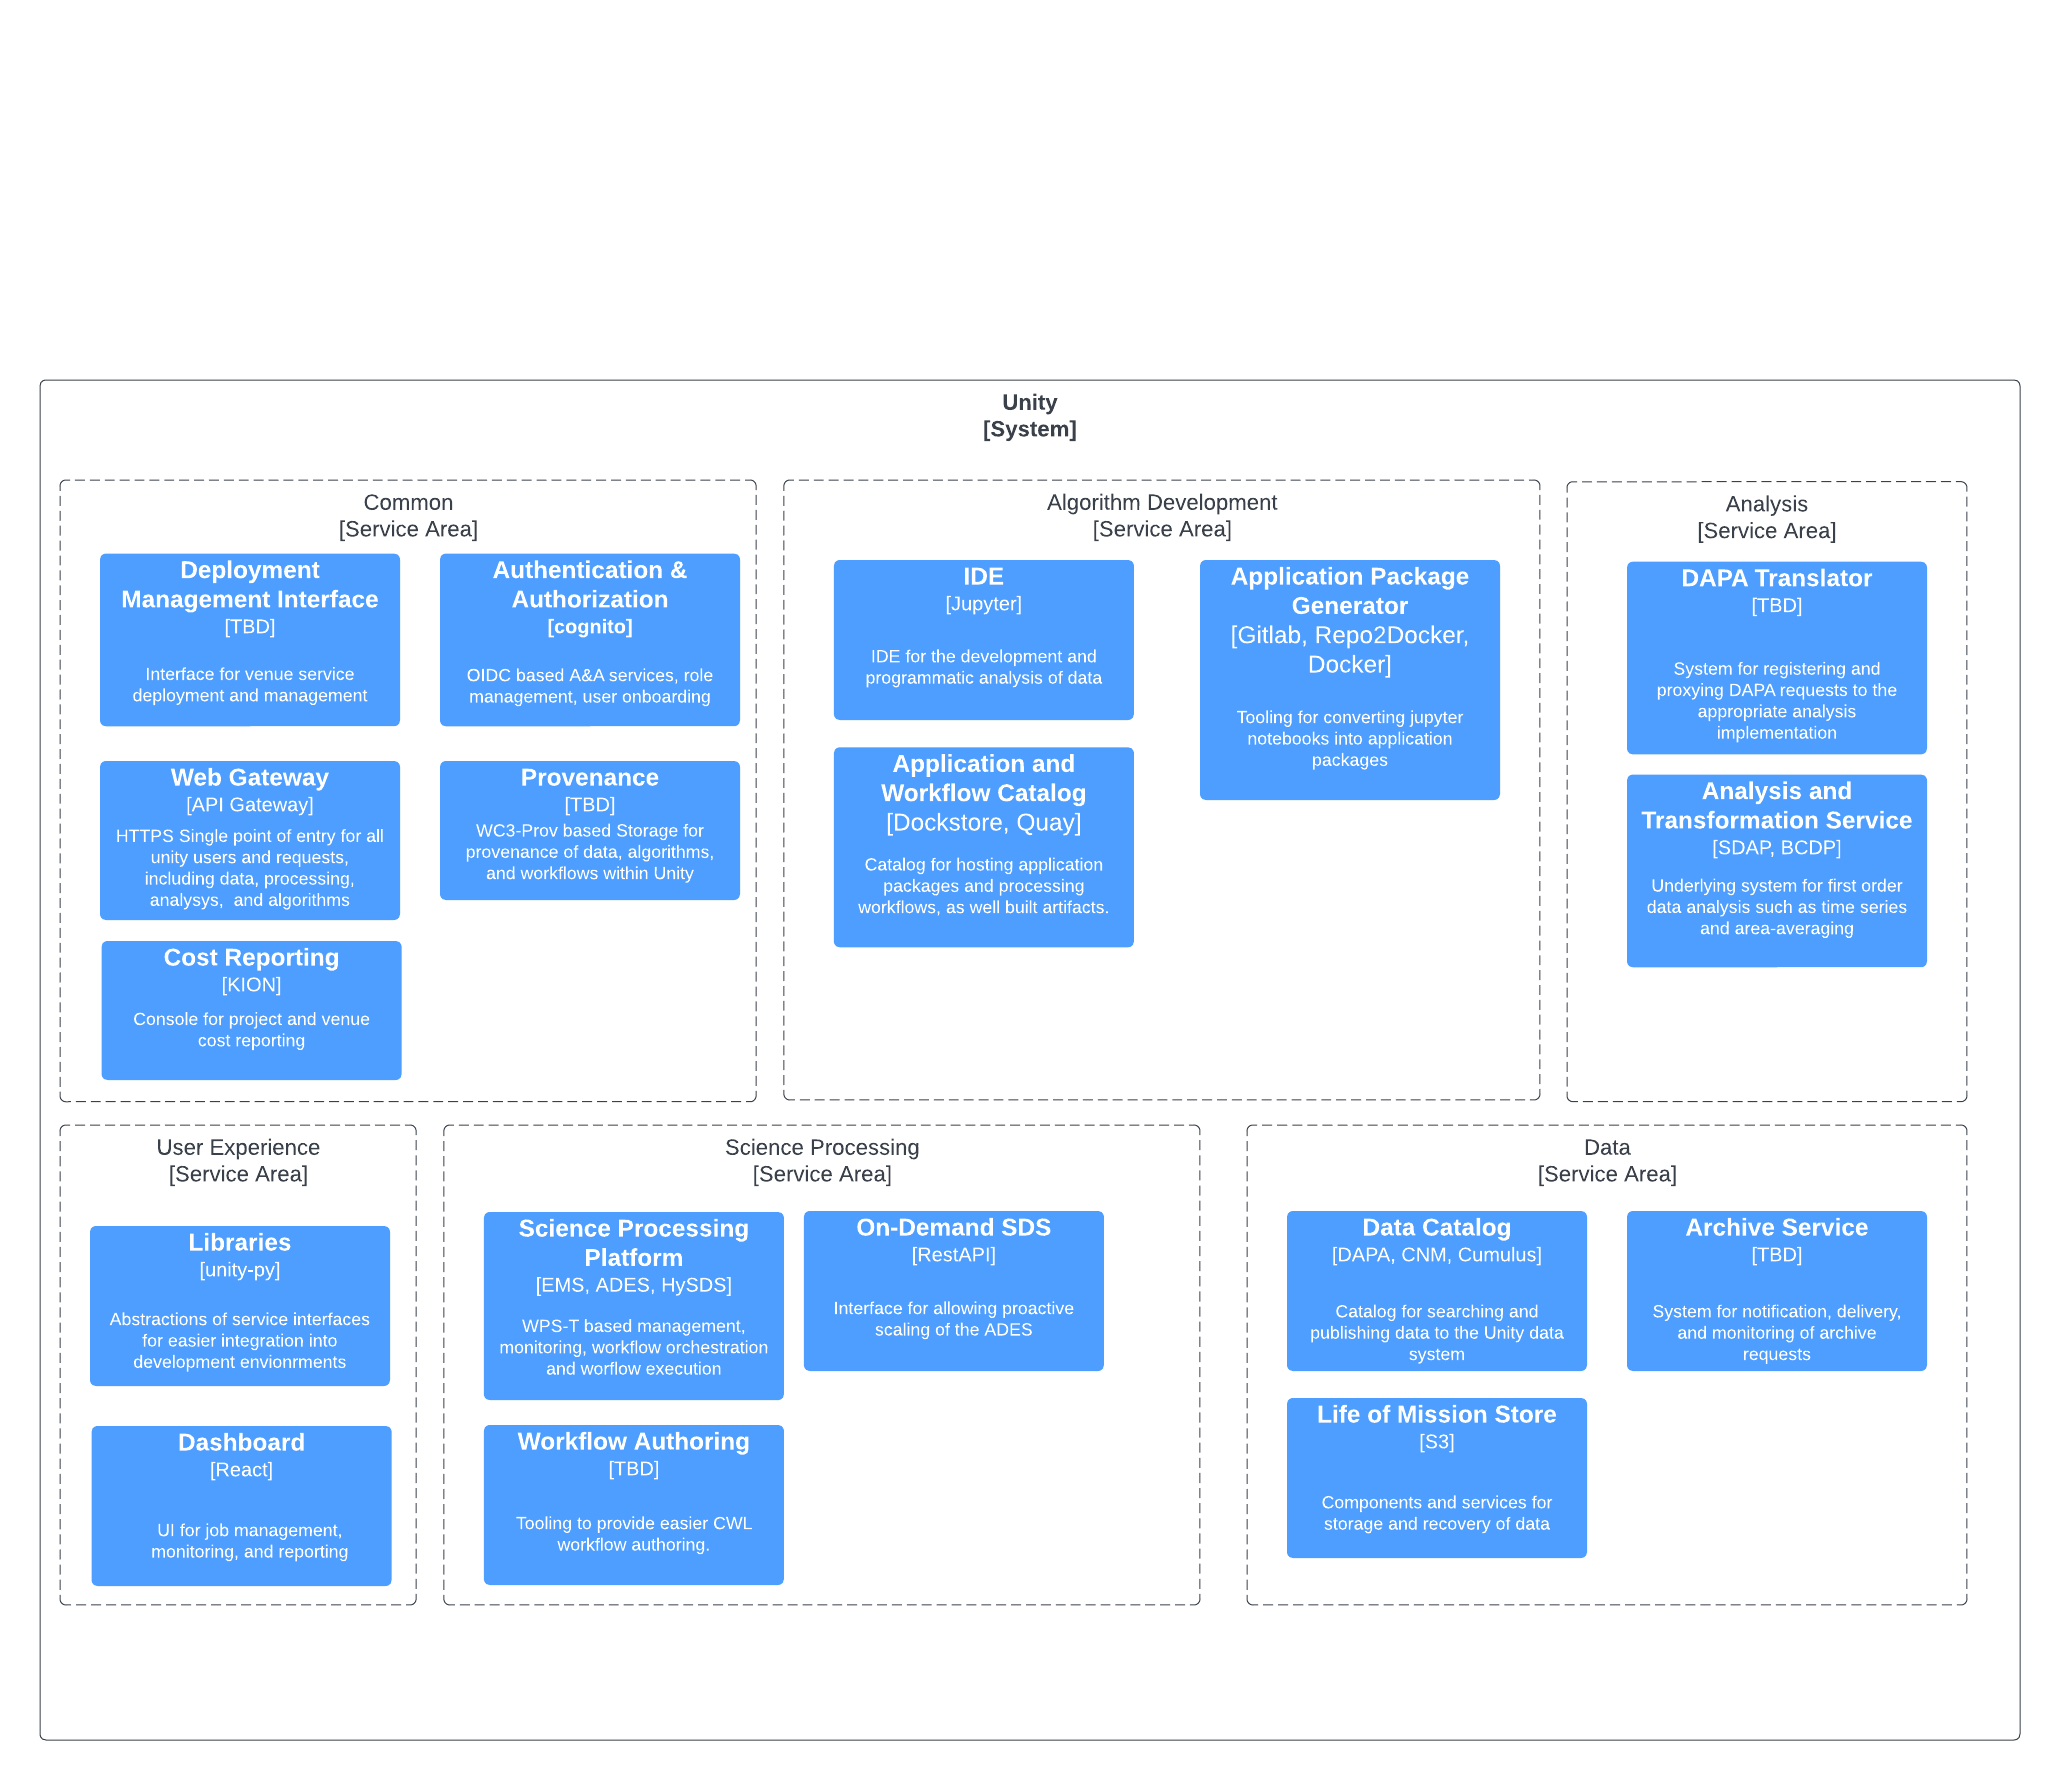 Unity
[System]
Common
[Service Area]
Deployment
Management Interface
[TBD]
Interface for venue service
deployment and management
Authentication &
Authorization
[cognito]
OIDC based A&A services, role
management, user onboarding
Web Gateway
[API Gateway]
HTTPS Single point of entry for all
unity users and requests,
including data, processing,
analysys,  and algorithms
Provenance
[TBD]
WC3-Prov based Storage for
provenance of data, algorithms,
and workflows within Unity
Cost Reporting
[KION]
Console for project and venue
cost reporting
Algorithm Development
[Service Area]
IDE
[Jupyter]
IDE for the development and
programmatic analysis of data
Application Package
Generator
[Gitlab, Repo2Docker,
Docker]
Tooling for converting jupyter
notebooks into application
packages
Application and
Workflow Catalog
[Dockstore, Quay]
Catalog for hosting application
packages and processing
workflows, as well built artifacts.
Analysis
[Service Area]
DAPA Translator
[TBD]
System for registering and
proxying DAPA requests to the
appropriate analysis
implementation
Analysis and
Transformation Service
[SDAP, BCDP]
Underlying system for first order
data analysis such as time series
and area-averaging
User Experience
[Service Area]
Libraries
[unity-py]
Abstractions of service interfaces
for easier integration into
development envionrments
Dashboard
[React]
UI for job management,
monitoring, and reporting
Science Processing
[Service Area]
Science Processing
Platform
[EMS, ADES, HySDS]
WPS-T based management,
monitoring, workflow orchestration
and worflow execution
On-Demand SDS
[RestAPI]
Interface for allowing proactive
scaling of the ADES
Workflow Authoring
[TBD]
Tooling to provide easier CWL
workflow authoring.
Data
[Service Area]
Data Catalog
[DAPA, CNM, Cumulus]
Catalog for searching and
publishing data to the Unity data
system
Archive Service
[TBD]
System for notification, delivery,
and monitoring of archive
requests
Life of Mission Store
[S3]
Components and services for
storage and recovery of data